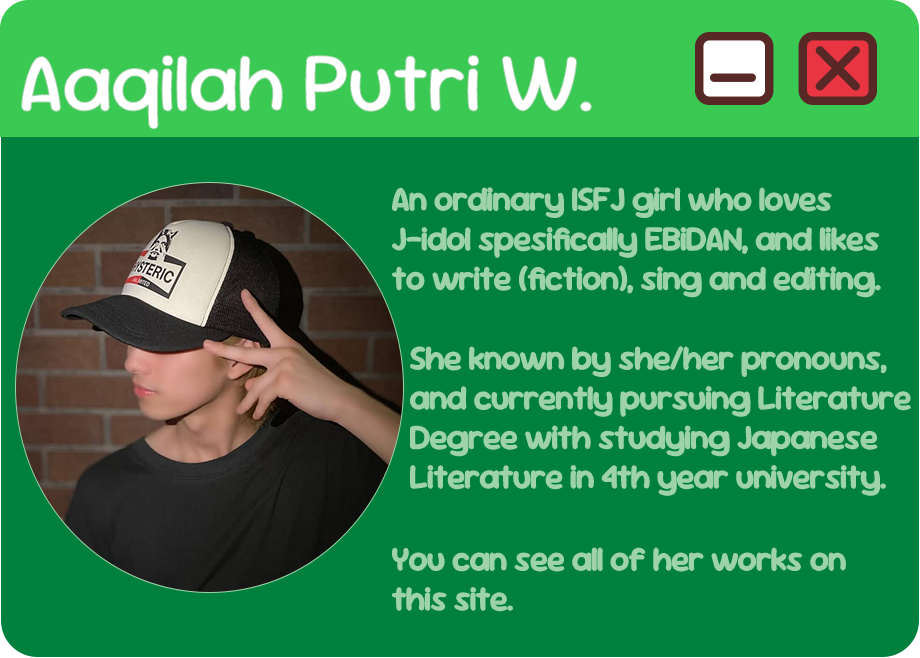 Aaqilah Putri W.
An ordinary ISFJ girl who loves
J-idol spesifically EBiDAN, and likes
to write (fiction), sing and editing.
She known by she/her pronouns,
and currently pursuing Literature
Degree with studying Japanese
Literature in 4th year university.
You can see all of her works on
this site.